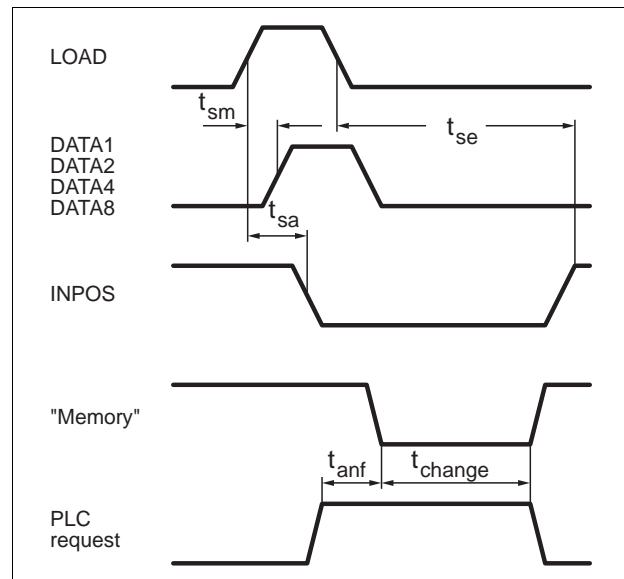 LOAD
t_sm
t_se
DATA1
DATA2
DATA4
DATA8
t_sa
INPOS
"Memory"
t_anf
t_change
PLC
request